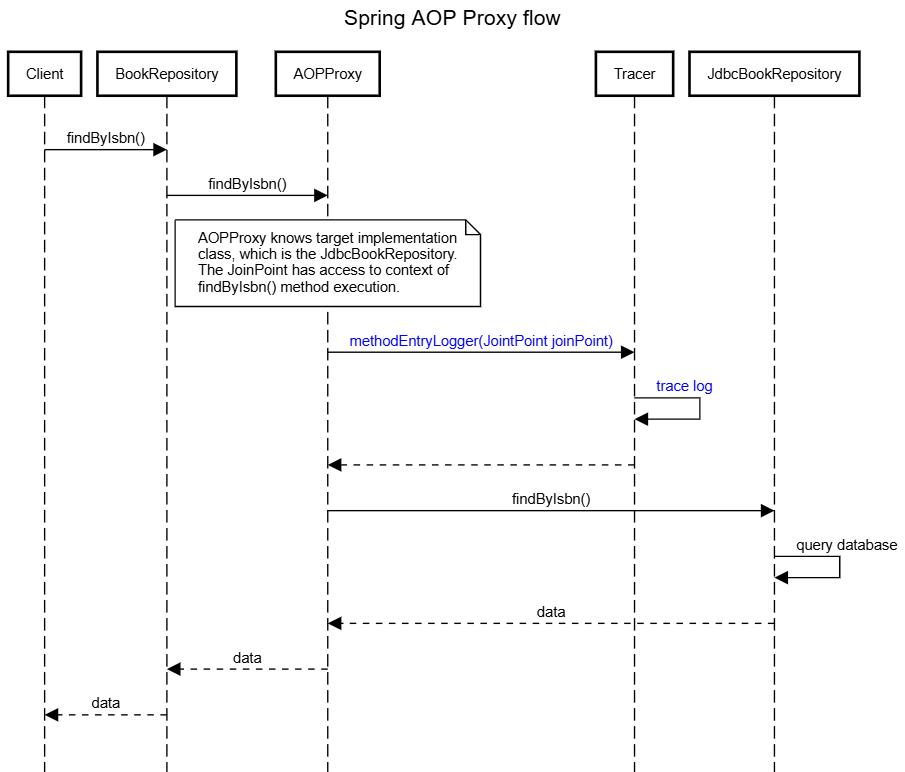 Spring AOP Proxy flow
Client
BookRepository
AOPProxy
Tracer
JdbcBookRepository
findByIsbn()
findByIsbn()
AOPProxy knows target implementation
class, which is the JdbcBookRepository.
The JoinPoint has access to context of
findByIsbn() method execution.
methodEntryLogger(JointPoint joinPoint)
trace log
findByIsbn()
query database
data
data
data